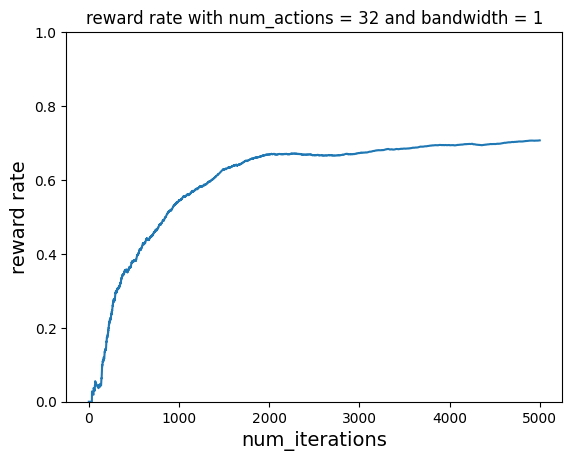 reward rate with num_actions = 32 and bandwidth = 1
1.0
0.8
0.6
0.4
0.2
0.0
reward rate
0 1000 2000 3000 4000 5000
num_iterations